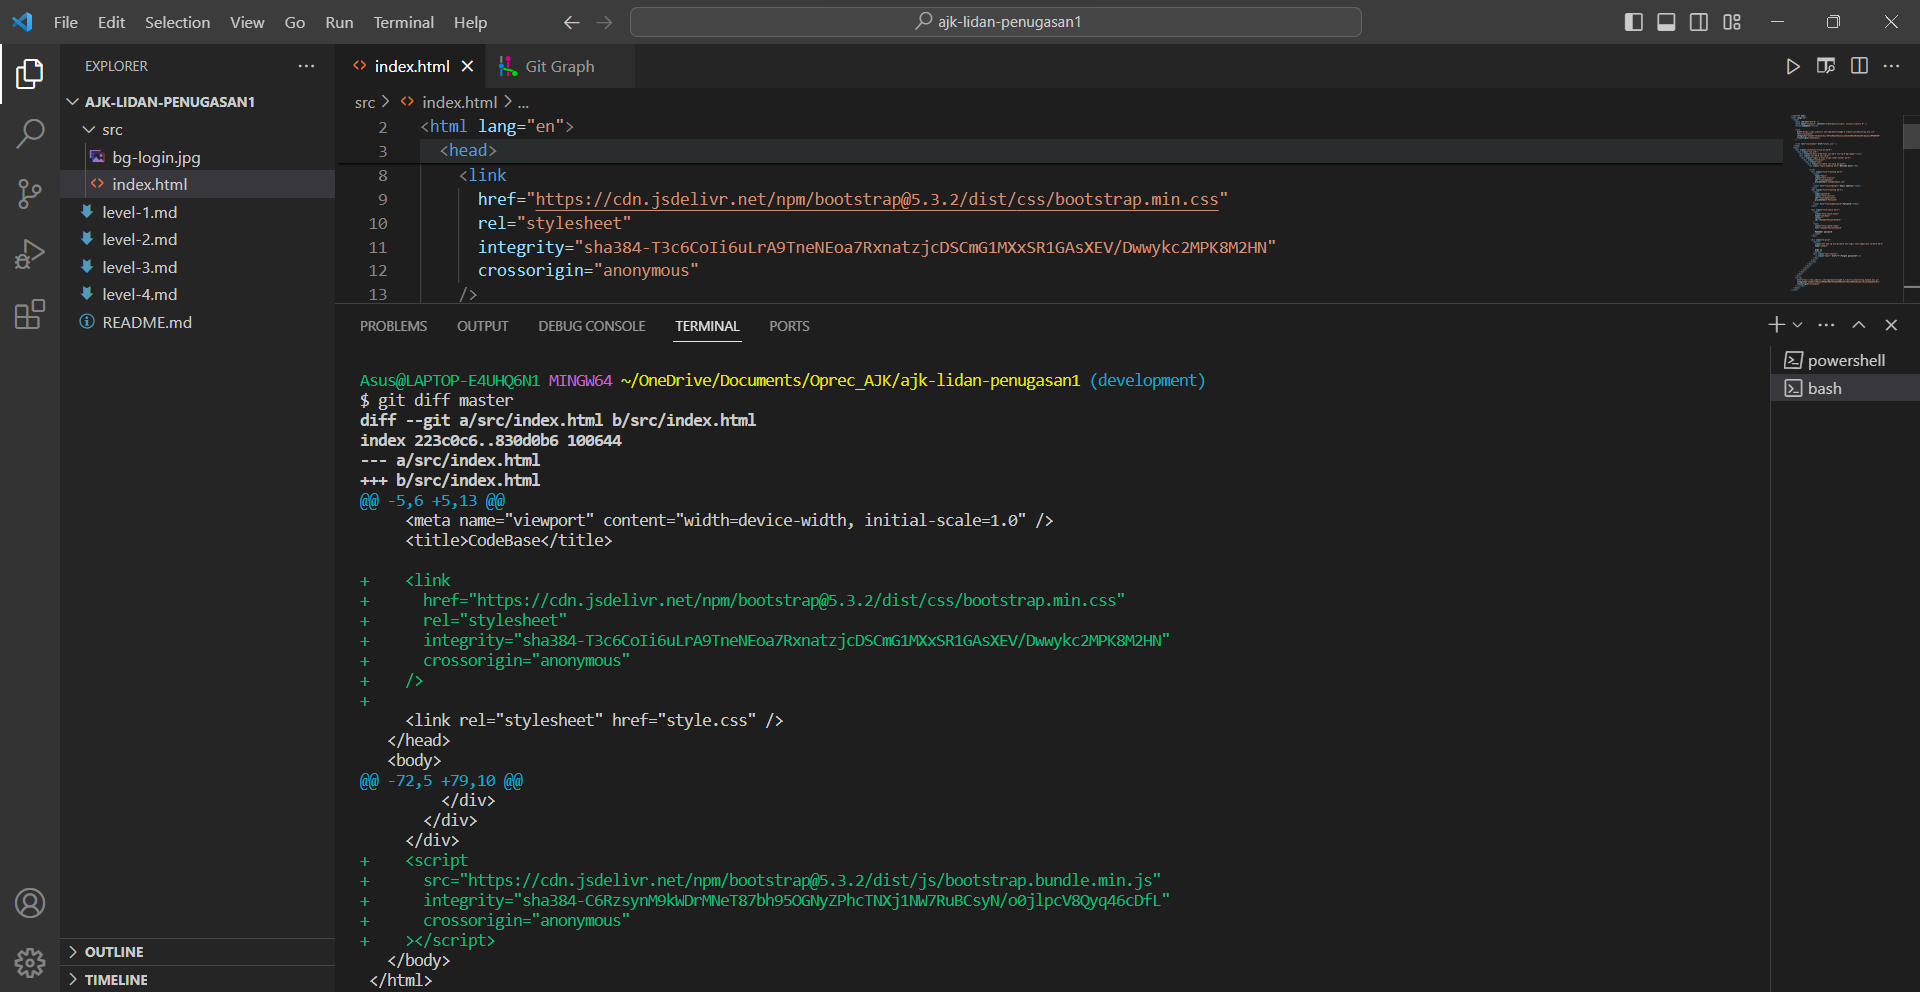 File Edit Selection View Go Run Terminal Help
ajk-lidan-penugasan1
EXPLORER
AJK-LIDAN-PENUGASAN1
src
bg-login.jpg
index.html
level-1.md
level-2.md
level-3.md
level-4.md
README.md
OUTLINE
TIMELINE
index.html
Git Graph
src > index.html > ...
2 <html lang="en">
3 <head>
8 <link
9 href="https://cdn.jsdelivr.net/npm/bootstrap@5.3.2/dist/css/bootstrap.min.css"
10 rel="stylesheet"
11 integrity="sha384-T3c6CoIi6uLrA9TneNEoa7RxnatzjcDSCmG1MXxSR1GAsXEV/Dwwykc2MPK8M2HN"
12 crossorigin="anonymous"
13 />
PROBLEMS OUTPUT DEBUG CONSOLE TERMINAL PORTS
powershell
bash
Asus@LAPTOP-E4UHQ6N1 MINGW64 ~/OneDrive/Documents/Oprec_AJK/ajk-lidan-penugasan1 (development)
$ git diff master
diff --git a/src/index.html b/src/index.html
index 223c0c6..830d0b6 100644
--- a/src/index.html
+++ b/src/index.html
@@ -5,6 +5,13 @@
<meta name="viewport" content="width=device-width, initial-scale=1.0" />
<title>CodeBase</title>
+ <link
+ href="https://cdn.jsdelivr.net/npm/bootstrap@5.3.2/dist/css/bootstrap.min.css"
+ rel="stylesheet"
+ integrity="sha384-T3c6CoIi6uLrA9TneNEoa7RxnatzjcDSCmG1MXxSR1GAsXEV/Dwwykc2MPK8M2HN"
+ crossorigin="anonymous"
+ />
+
<link rel="stylesheet" href="style.css" />
</head>
<body>
@@ -72,5 +79,10 @@
</div>
</div>
</div>
+ <script
+ src="https://cdn.jsdelivr.net/npm/bootstrap@5.3.2/dist/js/bootstrap.bundle.min.js"
+ integrity="sha384-C6RzsynM9kWDrMNeT87bh95OGNyZPhcTNXj1NW7RuBCsyN/o0jlpcV8Qyq46cDfL"
+ crossorigin="anonymous"
+ ></script>
</body>
</html>